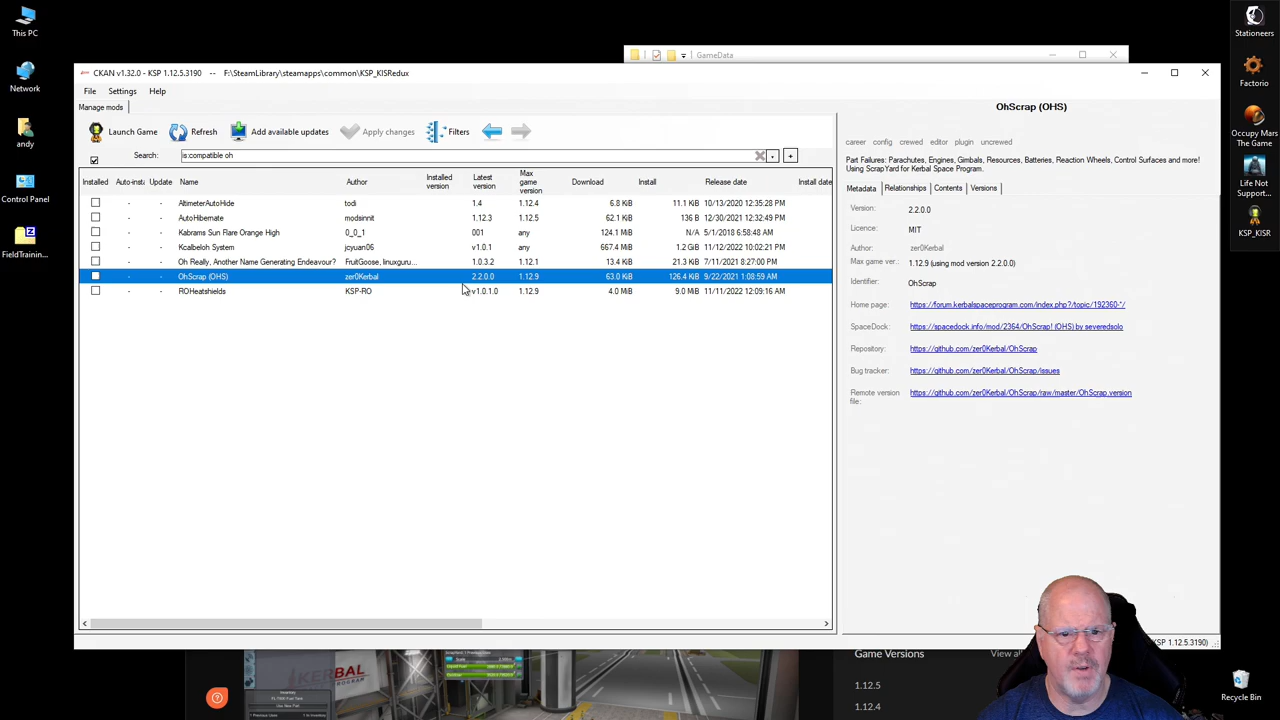 This PC
Network
andy
Control Panel
FieldTraining...
GameData
CKAN v1.32.0 - KSP 1.12.5.3190) -- F:\SteamLibrary\steamapps\common\KSP_KISRedux
File Settings Help
Manage mods
Launch Game Refresh Add available updates Apply changes Filters
Search: is:compatible oh
Installed Auto-insta Update Name Author Installed version Latest version Max game version Download Install Release date Install date
- - AltimeterAutoHide todi 1.4 1.12.4 6.8 KiB 11.1 KiB 10/13/2020 12:35:28 PM
- - AutoHibernate modsinnit 1.12.3 1.12.5 62.1 KiB 136 B 12/30/2021 12:32:49 PM
- - Kabrams Sun Flare Orange High 0_0_1 001 any 124.1 MiB N/A 5/1/2018 6:58:48 AM
- - Kcalbeloh System jcyuan06 v1.0.1 any 667.4 MiB 1.2 GiB 11/12/2022 10:02:21 PM
- - Oh Really, Another Name Generating Endeavour? FruitGoose, linuxguru... 1.0.3.2 1.12.1 13.4 KiB 21.3 KiB 7/11/2021 8:27:00 PM
- - OhScrap (OHS) zer0Kerbal 2.2.0.0 1.12.9 63.0 KiB 126.4 KiB 9/22/2021 1:08:59 AM
- - ROHeatshields KSP-RO v1.0.1.0 1.12.9 4.0 MiB 9.0 MiB 11/11/2022 12:09:16 AM
OhScrap (OHS)
career config crewed editor plugin uncrewed
Part Failures: Parachutes, Engines, Gimbals, Resources, Batteries, Reaction Wheels, Control Surfaces and more!
Using ScrapYard for Kerbal Space Program.
Metadata Relationships Contents Versions
Version: 2.2.0.0
Licence: MIT
Author: zer0Kerbal
Max game ver.: 1.12.9 (using mod version 2.2.0.0)
Identifier: OhScrap
Home page: https://forum.kerbalspaceprogram.com/index.php?/topic/192360-*/
SpaceDock: https://spacedock.info/mod/2364/OhScrap! (OHS) by severedsolo
Repository: https://github.com/zer0Kerbal/OhScrap
Bug tracker: https://github.com/zer0Kerbal/OhScrap/issues
Remote version file: https://github.com/zer0Kerbal/OhScrap/raw/master/OhScrap.version
KSP 1.12.5.3190)
KERBAL
PROGRAM
Game Versions View all
1.12.5
1.12.4
Stationeers
Factorio
Occupy Mars The Game
Life Not Support...
KSP_KISR
Recycle Bin